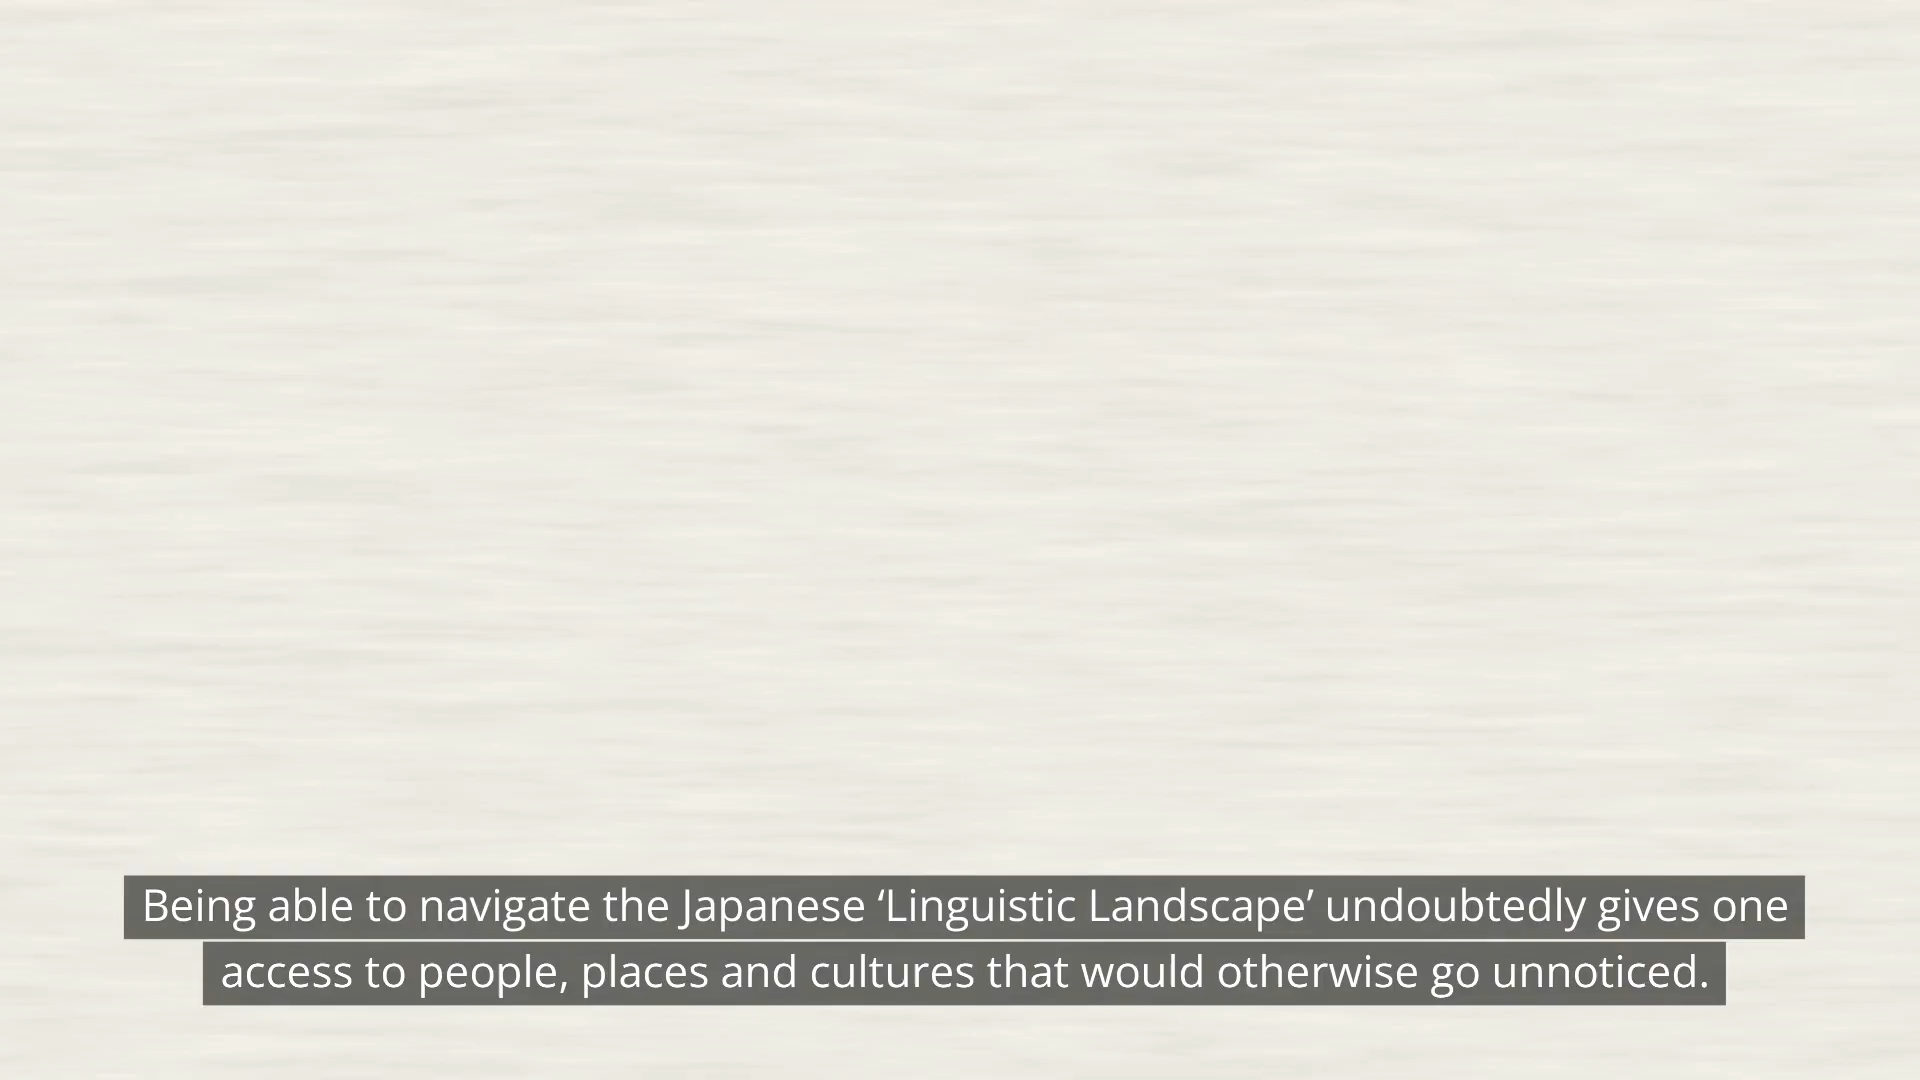 Being able to navigate the Japanese ‘Linguistic Landscape’ undoubtedly gives one
access to people, places and cultures that would otherwise go unnoticed.